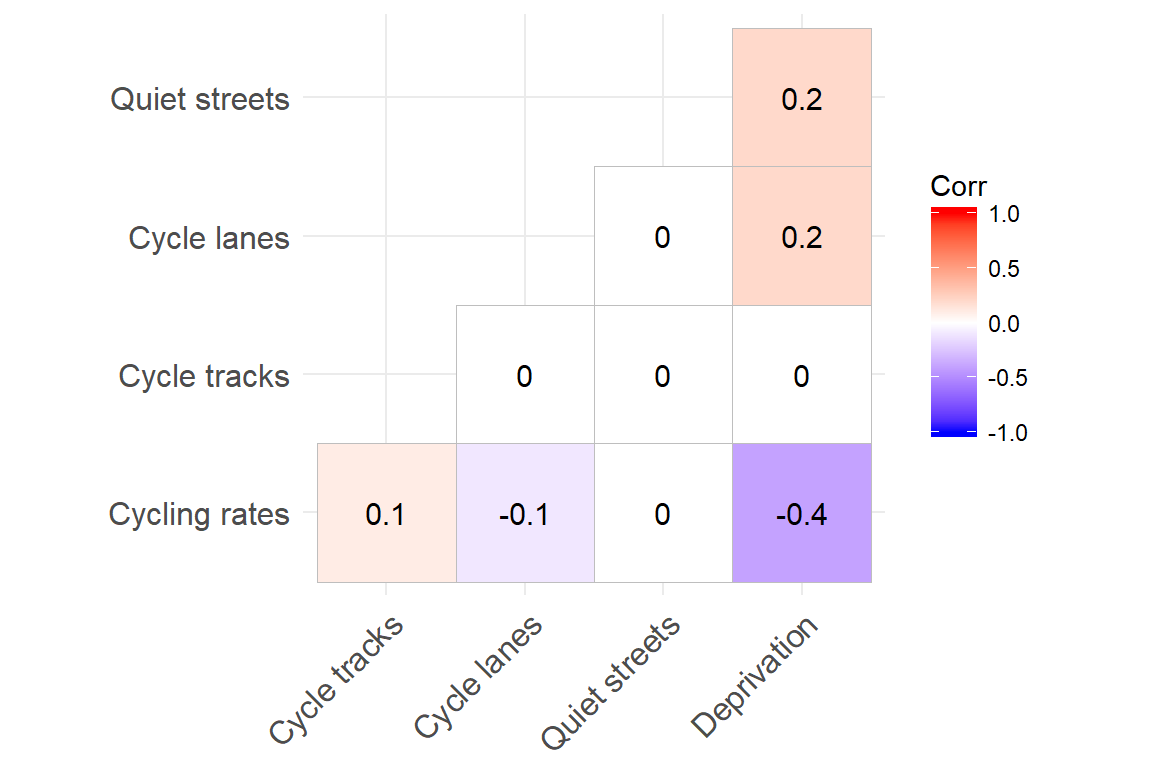 Quiet streets
0.2
Cycle lanes
0
0.2
Cycle tracks
0
0
0
Cycling rates
0.1
-0.1
0
-0.4
Cycle tracks
Cycle lanes
Quiet streets
Deprivation
Corr
1.0
0.5
0.0
-0.5
-1.0